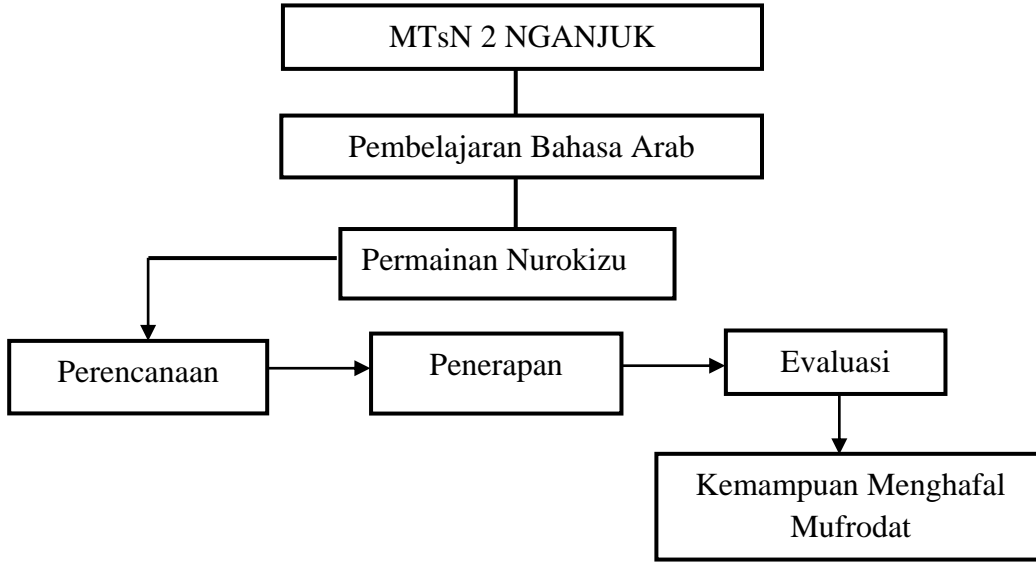 MTsN 2 NGANJUK
Pembelajaran Bahasa Arab
Permainan Nurokizu
Perencanaan
Penerapan
Evaluasi
Kemampuan Menghafal
Mufrodat